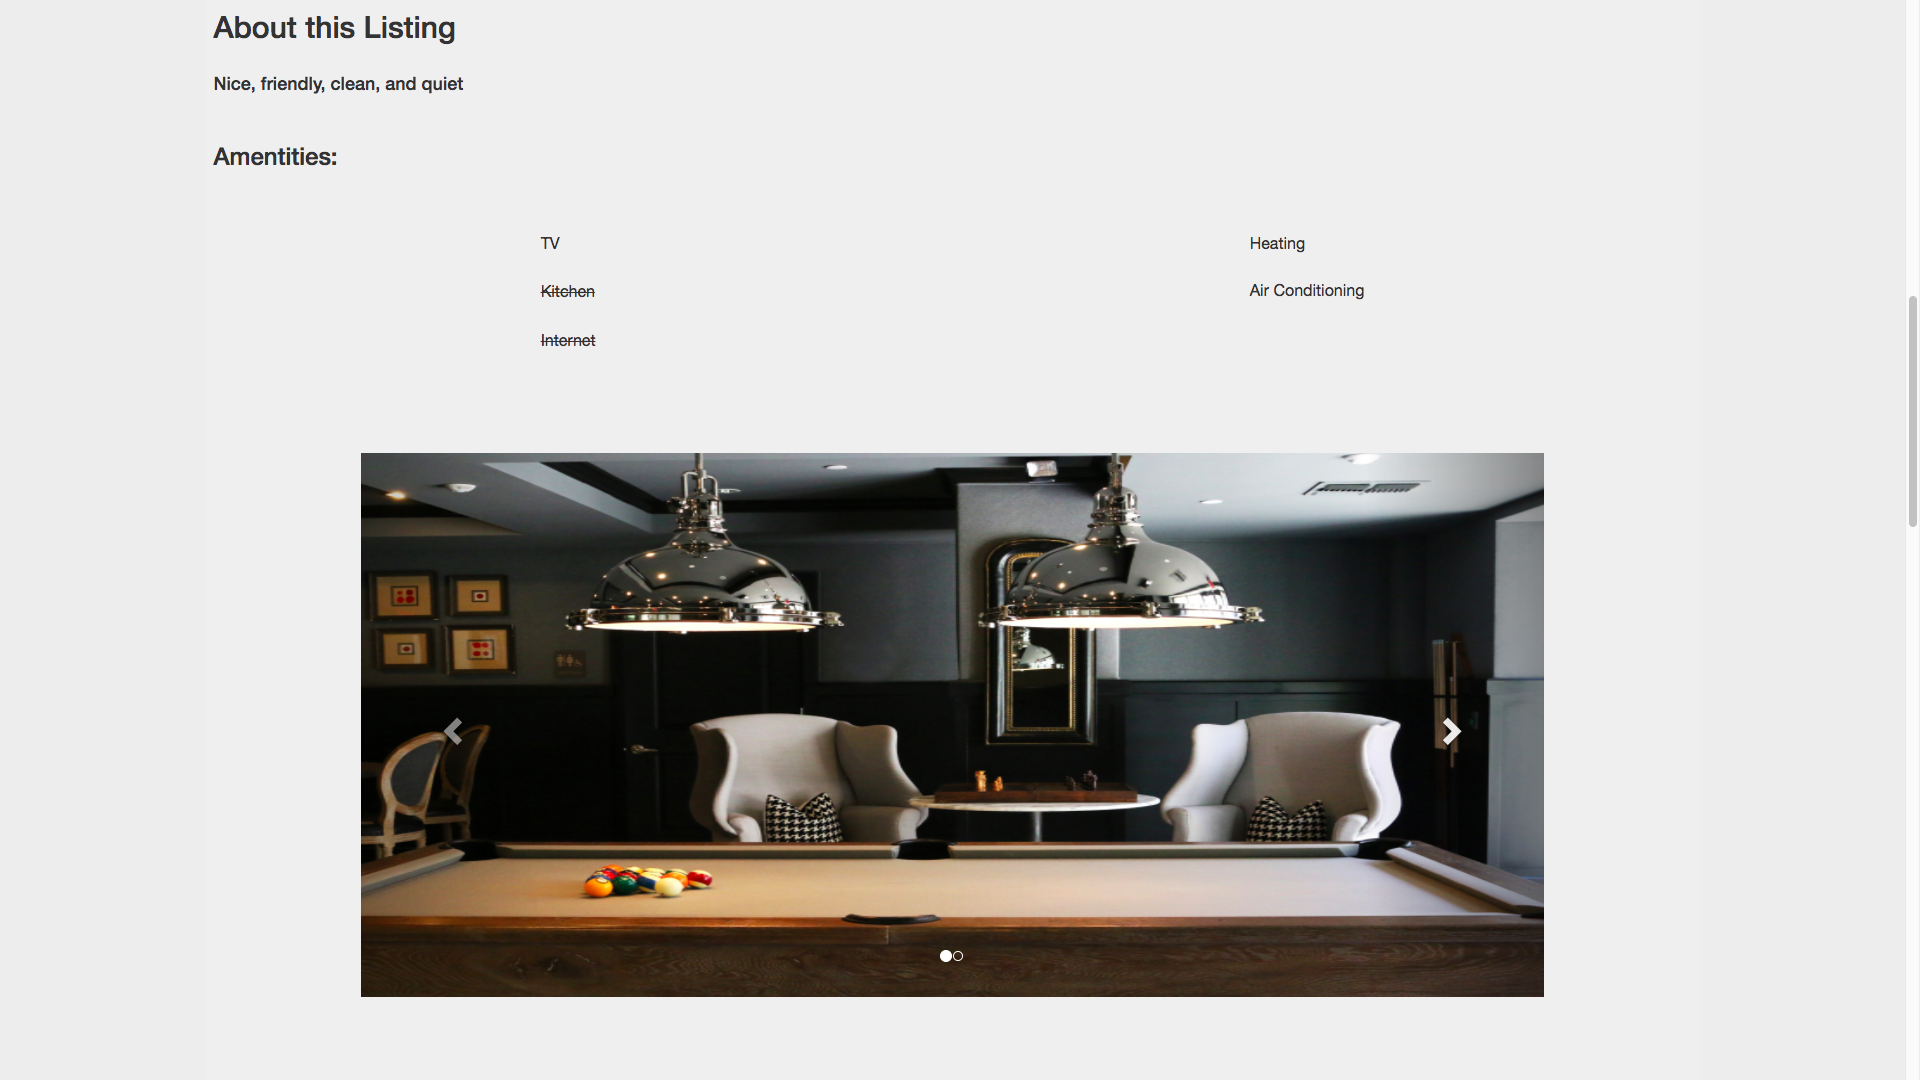 About this Listing
Nice, friendly, clean, and quiet
Amentities:
TV
Kitchen
Internet
Heating
Air Conditioning